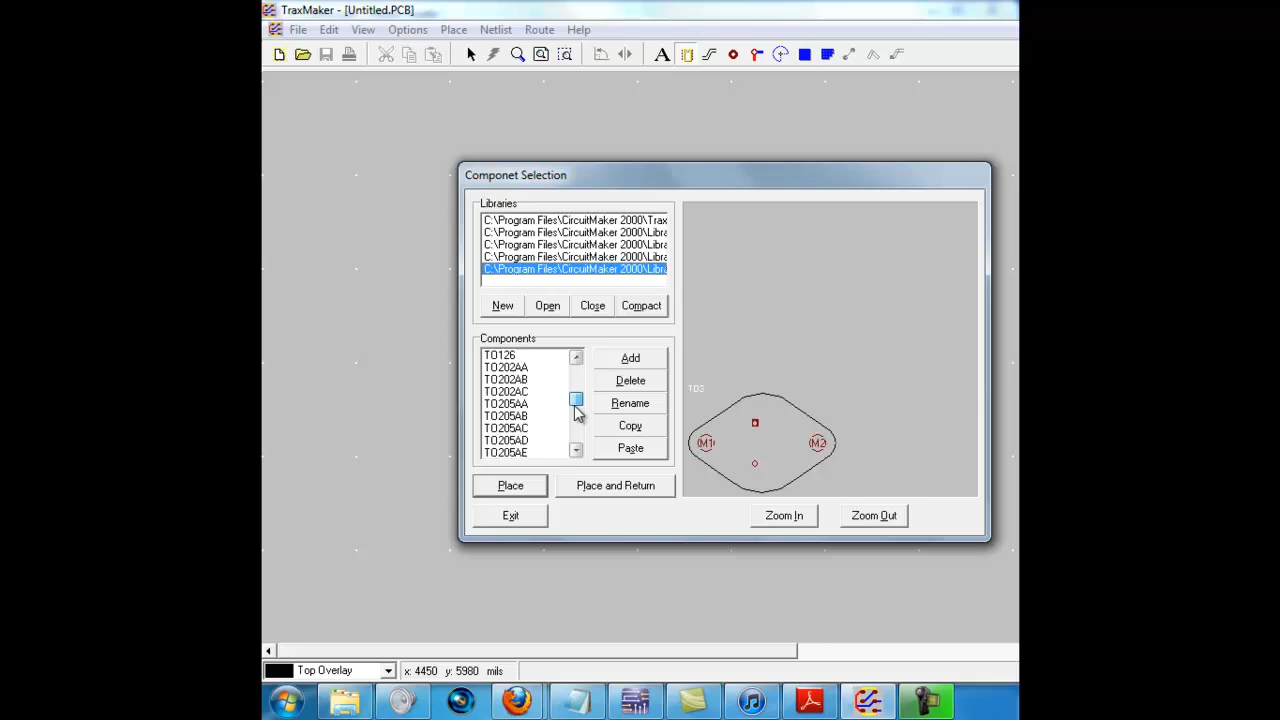 TraxMaker - [Untitled.PCB]
File Edit View Options Place Netlist Route Help
A
Componet Selection
Libraries
C:\Program Files\CircuitMaker 2000\Trax
C:\Program Files\CircuitMaker 2000\Libra
C:\Program Files\CircuitMaker 2000\Libra
C:\Program Files\CircuitMaker 2000\Libra
C:\Program Files\CircuitMaker 2000\Libra
New Open Close Compact
Components
TO126
TO202AA
TO202AB
TO202AC
TO205AA
TO205AB
TO205AC
TO205AD
TO205AE
Add
Delete
Rename
Copy
Paste
TO3
M1 M2
Place Place and Return
Exit Zoom In Zoom Out
Top Overlay x: 4450 y: 5980 mils